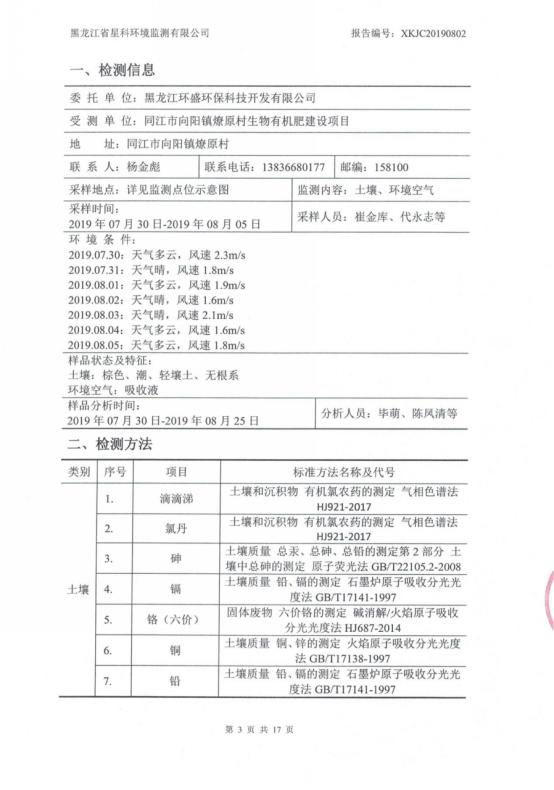 黑龙江省星科环境监测有限公司 报告编号：XKJC20190802
一、检测信息
委 托 单 位：黑龙江环盛环保科技开发有限公司
受 测 单 位：同江市向阳镇燎原村生物有机肥建设项目
地 址：同江市向阳镇燎原村
联 系 人：杨金彪 联系电话：13836680177 邮编：158100
采样地点：详见监测点位示意图 监测内容：土壤、环境空气
采样时间：
2019 年 07 月 30 日-2019 年 08 月 05 日 采样人员：崔金库、代永志等
环 境 条 件：
2019.07.30：天气多云，风速 2.3m/s
2019.07.31：天气晴，风速 1.8m/s
2019.08.01：天气多云，风速 1.9m/s
2019.08.02：天气晴，风速 1.6m/s
2019.08.03：天气晴，风速 2.1m/s
2019.08.04：天气多云，风速 1.6m/s
2019.08.05：天气多云，风速 1.8m/s
样品状态及特征：
土壤：棕色、潮、轻壤土、无根系
环境空气：吸收液
样品分析时间：
2019 年 07 月 30 日-2019 年 08 月 25 日 分析人员：毕萌、陈凤清等
二、检测方法
类别 序号 项目 标准方法名称及代号
土壤
1. 滴滴涕 土壤和沉积物 有机氯农药的测定 气相色谱法
HJ921-2017
2. 氯丹 土壤和沉积物 有机氯农药的测定 气相色谱法
HJ921-2017
3. 砷 土壤质量 总汞、总砷、总铅的测定第 2 部分 土
壤中总砷的测定 原子荧光法 GB/T22105.2-2008
4. 镉 土壤质量 铅、镉的测定 石墨炉原子吸收分光光
度法 GB/T17141-1997
5. 铬（六价） 固体废物 六价铬的测定 碱消解/火焰原子吸收
分光光度法 HJ687-2014
6. 铜 土壤质量 铜、锌的测定 火焰原子吸收分光光度
法 GB/T17138-1997
7. 铅 土壤质量 铅、镉的测定 石墨炉原子吸收分光光
度法 GB/T17141-1997
第 3 页 共 17 页